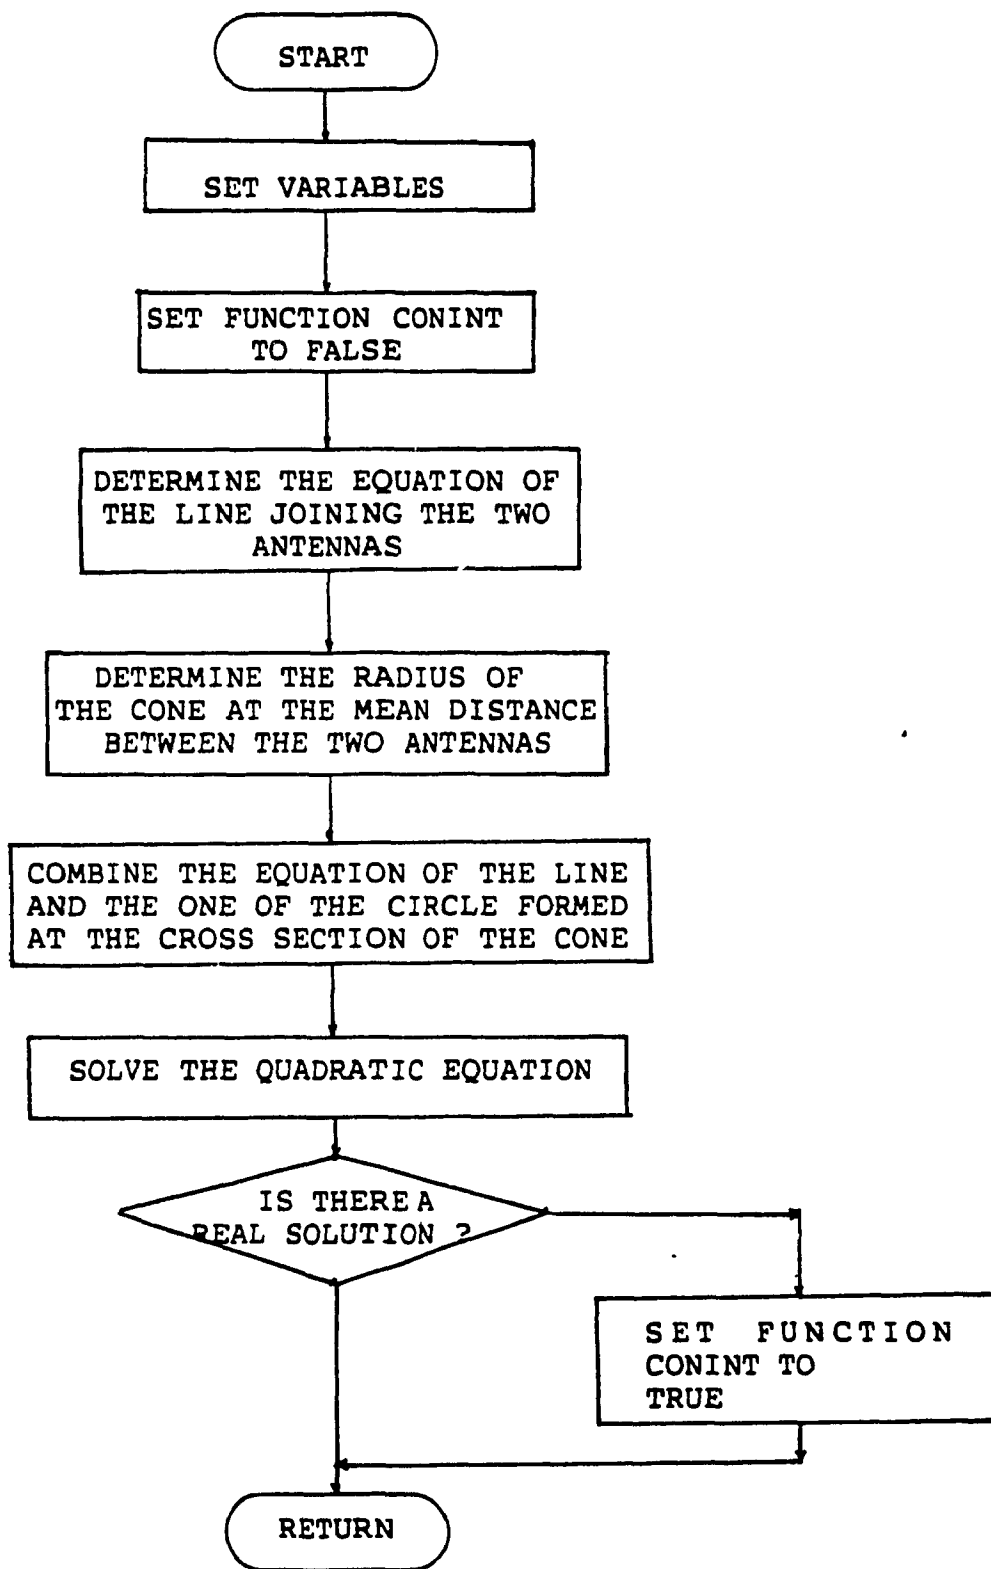 START
SET VARIABLES
SET FUNCTION CONINT
TO FALSE
DETERMINE THE EQUATION OF
THE LINE JOINING THE TWO
ANTENNAS
DETERMINE THE RADIUS OF
THE CONE AT THE MEAN DISTANCE
BETWEEN THE TWO ANTENNAS
COMBINE THE EQUATION OF THE LINE
AND THE ONE OF THE CIRCLE FORMED
AT THE CROSS SECTION OF THE CONE
SOLVE THE QUADRATIC EQUATION
IS THERE A
REAL SOLUTION ?
SET FUNCTION
CONINT TO
TRUE
RETURN